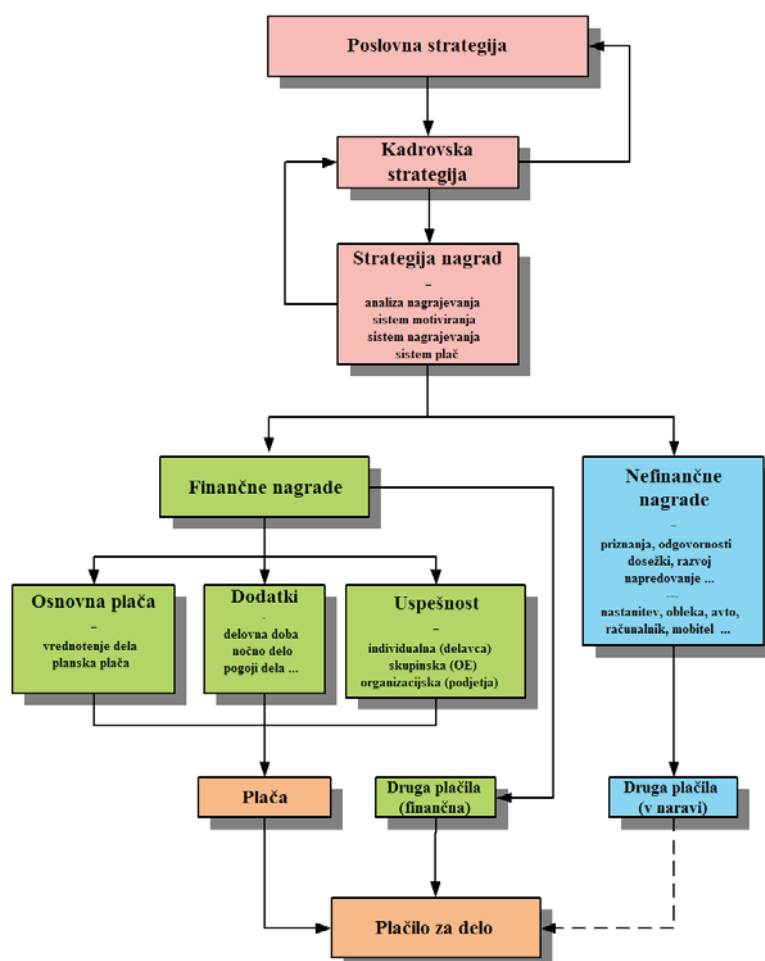 Poslovna strategija
Kadrovska
strategija
Strategija nagrad
–
analiza nagrajevanja
sistem motiviranja
sistem nagrajevanja
sistem plač
Finančne nagrade
Nefinančne
nagrade
–
priznanja, odgovornosti
dosežki, razvoj
napredovanje ...
....
nastanitev, obleka, avto,
računalnik, mobitel ...
Osnovna plača
–
vrednotenje dela
planska plača
Dodatki
-
delovna doba
nočno delo
pogoji dela ...
Uspešnost
–
individualna (delavca)
skupinska (OE)
organizacijska (podjetja)
Plača
Druga plačila
(finančna)
Druga plačila
(v naravi)
Plačilo za delo